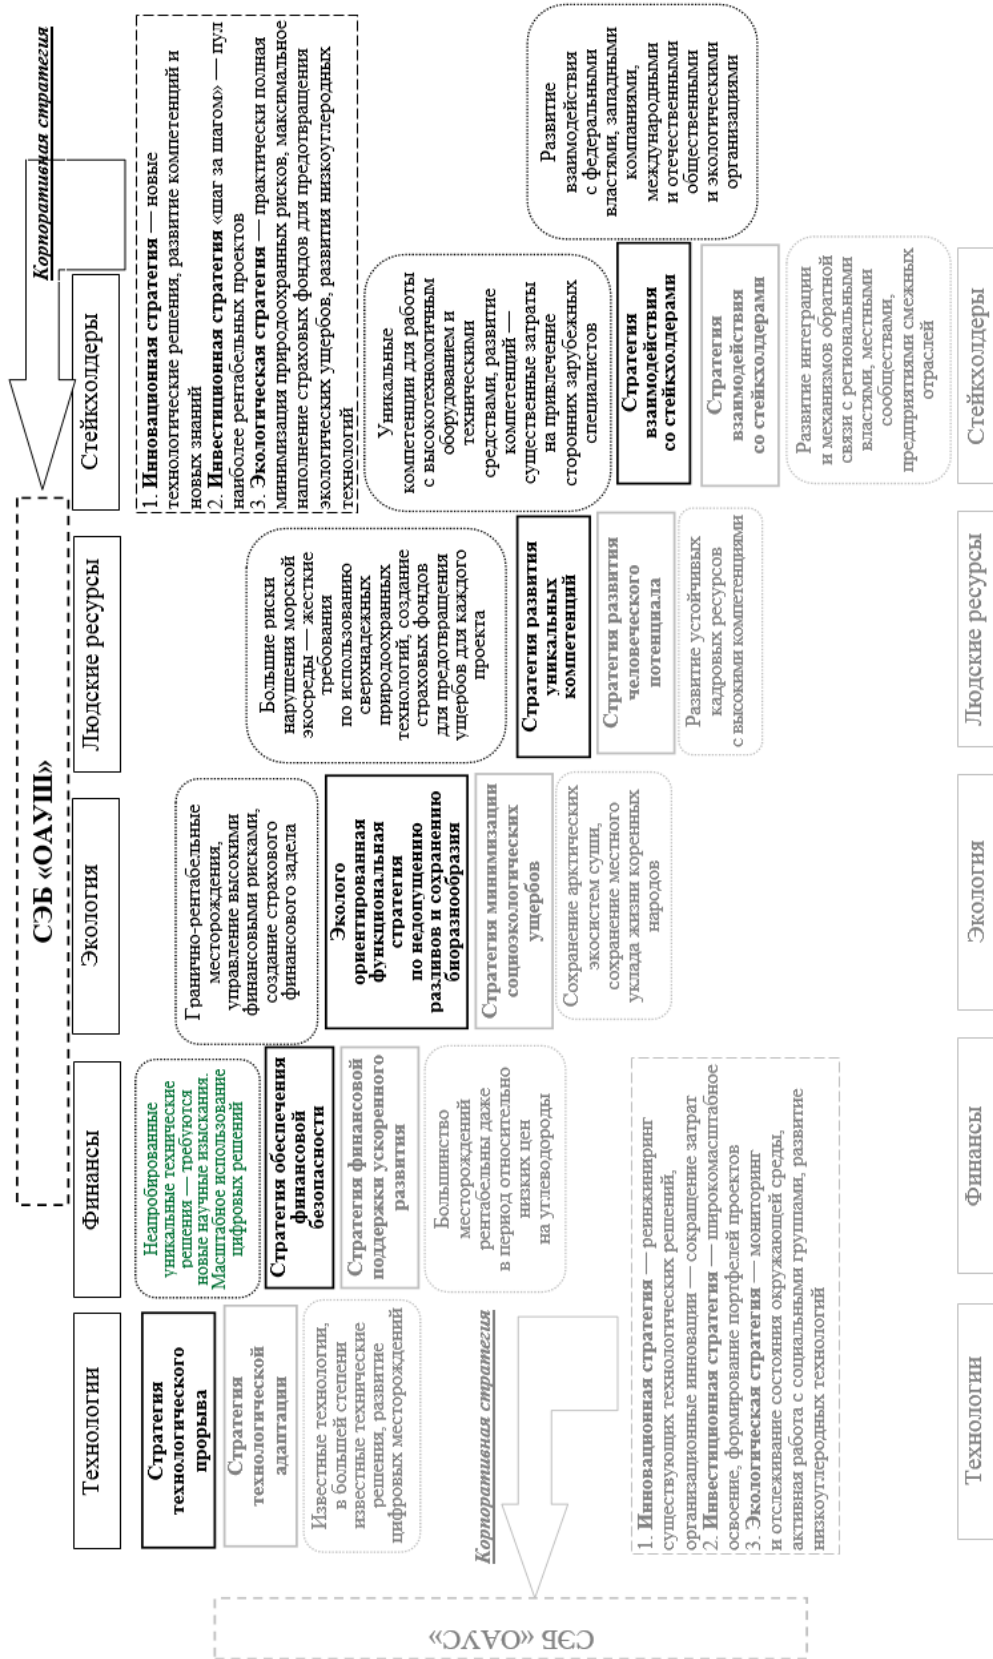 СЭБ «ОАУШ»
Корпоративная стратегия
Технологии
Финансы
Экология
Людские ресурсы
Стейкхолдеры
1. Инновационная стратегия — новые
технологические решения, развитие компетенций и
новых знаний
2. Инвестиционная стратегия «шаг за шагом» — пул
наиболее рентабельных проектов
3. Экологическая стратегия — практически полная
минимизация природоохранных рисков, максимальное
наполнение страховых фондов для предотвращения
экологических ущербов, развития низкоуглеродных
технологий
Неапробированные
уникальные технические
решения — требуются
новые научные изыскания.
Масштабное использование
цифровых решений
Гранично-рентабельные
месторождения,
управление высокими
финансовыми рисками,
создание страхового
финансового задела
Большие риски
нарушения морской
экосреды — жесткие
требования
по использованию
сверхнадежных
природоохранных
технологий, создание
страховых фондов
для предотвращения
ущербов для каждого
проекта
Уникальные
компетенции для работы
с высокотехнологичным
оборудованием и
техническими
средствами, развитие
компетенций —
существенные затраты
на привлечение
сторонних зарубежных
специалистов
Развитие
взаимодействия
с федеральными
властями, западными
компаниями,
международными
и отечественными
общественными
и экологическими
организациями
Стратегия
технологического
прорыва
Стратегия обеспечения
финансовой
безопасности
Эколого
ориентированная
функциональная
стратегия
по недопущению
разливов и сохранению
биоразнообразия
Стратегия развития
уникальных
компетенций
Стратегия
взаимодействия
со стейкхолдерами
Стратегия
технологической
адаптации
Стратегия финансовой
поддержки ускоренного
развития
Стратегия минимизации
социоэкологических
ущербов
Стратегия развития
человеческого
потенциала
Стратегия
взаимодействия
со стейкхолдерами
Известные технологии,
в большей степени
известные технические
решения, развитие
цифровых месторождений
Большинство
месторождений
рентабельны даже
в период относительно
низких цен
на углеводороды
Сохранение арктических
экосистем суши,
сохранение местного
уклада жизни коренных
народов
Развитие устойчивых
кадровых ресурсов
с высокими компетенциями
Развитие интеграции
и механизмов обратной
связи с региональными
властями, местными
сообществами,
предприятиями смежных
отраслей
Корпоративная стратегия
СЭБ «ОАУС»
1. Инновационная стратегия — реинжиниринг
существующих технологических решений,
организационные инновации — сокращение затрат
2. Инвестиционная стратегия — широкомасштабное
освоение, формирование портфелей проектов
3. Экологическая стратегия — мониторинг
и отслеживание состояния окружающей среды,
активная работа с социальными группами, развитие
низкоуглеродных технологий
Технологии
Финансы
Экология
Людские ресурсы
Стейкхолдеры